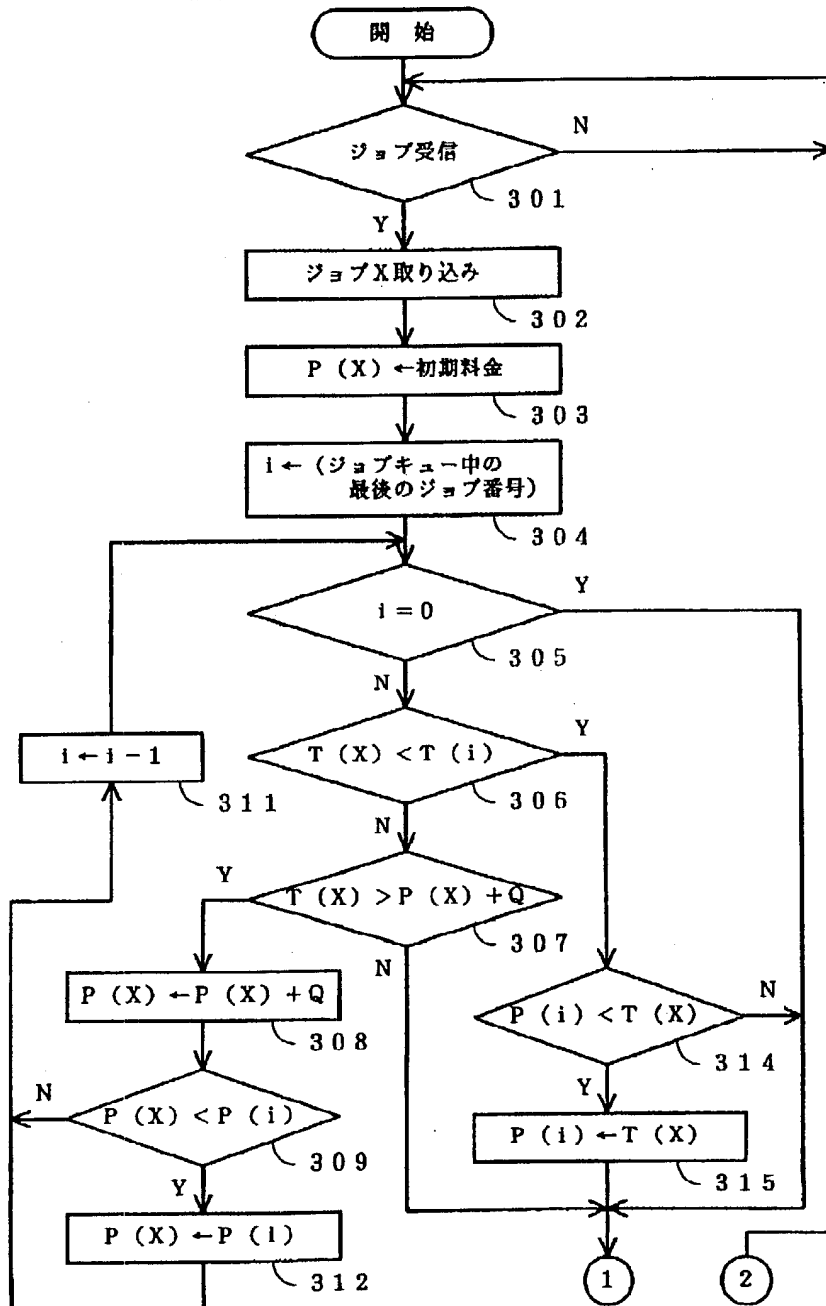 開 始
ジョブ受信
N
301
Y
ジョブX取り込み
302
P (X) ←初期料金
303
i← (ジョブキュー中の
最後のジョブ番号)
304
i=0
Y
305
N
i←i-1
311
T (X) <T (i)
Y
306
N
T (X) >P (X) +Q
Y
307
N
P (X) ←P (X) +Q
308
P (i) <T (X)
N
314
Y
P (X) <P (i)
N
309
Y
P (i) ←T (X)
315
P (X) ←P (i)
312
1
2